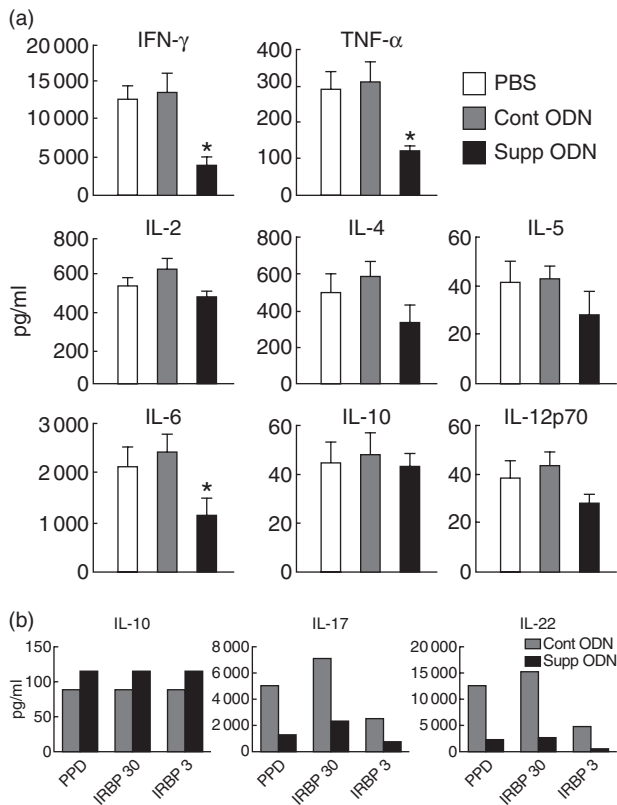 (a)
IFN-γ
20 000
15 000
10 000
5 000
0
*
TNF-α
400
300
200
100
0
*
PBS
Cont ODN
Supp ODN
pg/ml
IL-2
800
600
400
600
0
IL-4
800
600
600
400
0
IL-5
60
40
20
0
IL-6
3 000
2 000
1 000
0
*
IL-10
60
40
20
0
IL-12p70
60
40
20
0
(b)
pg/ml
IL-10
150
100
50
0
PPD
IRBP 30
IRBP 3
IL-17
8 000
6 000
4 000
2 000
0
PPD
IRBP 30
IRBP 3
IL-22
20 000
15 000
10 000
5 000
0
Cont ODN
Supp ODN
PPD
IRBP 30
IRBP 3